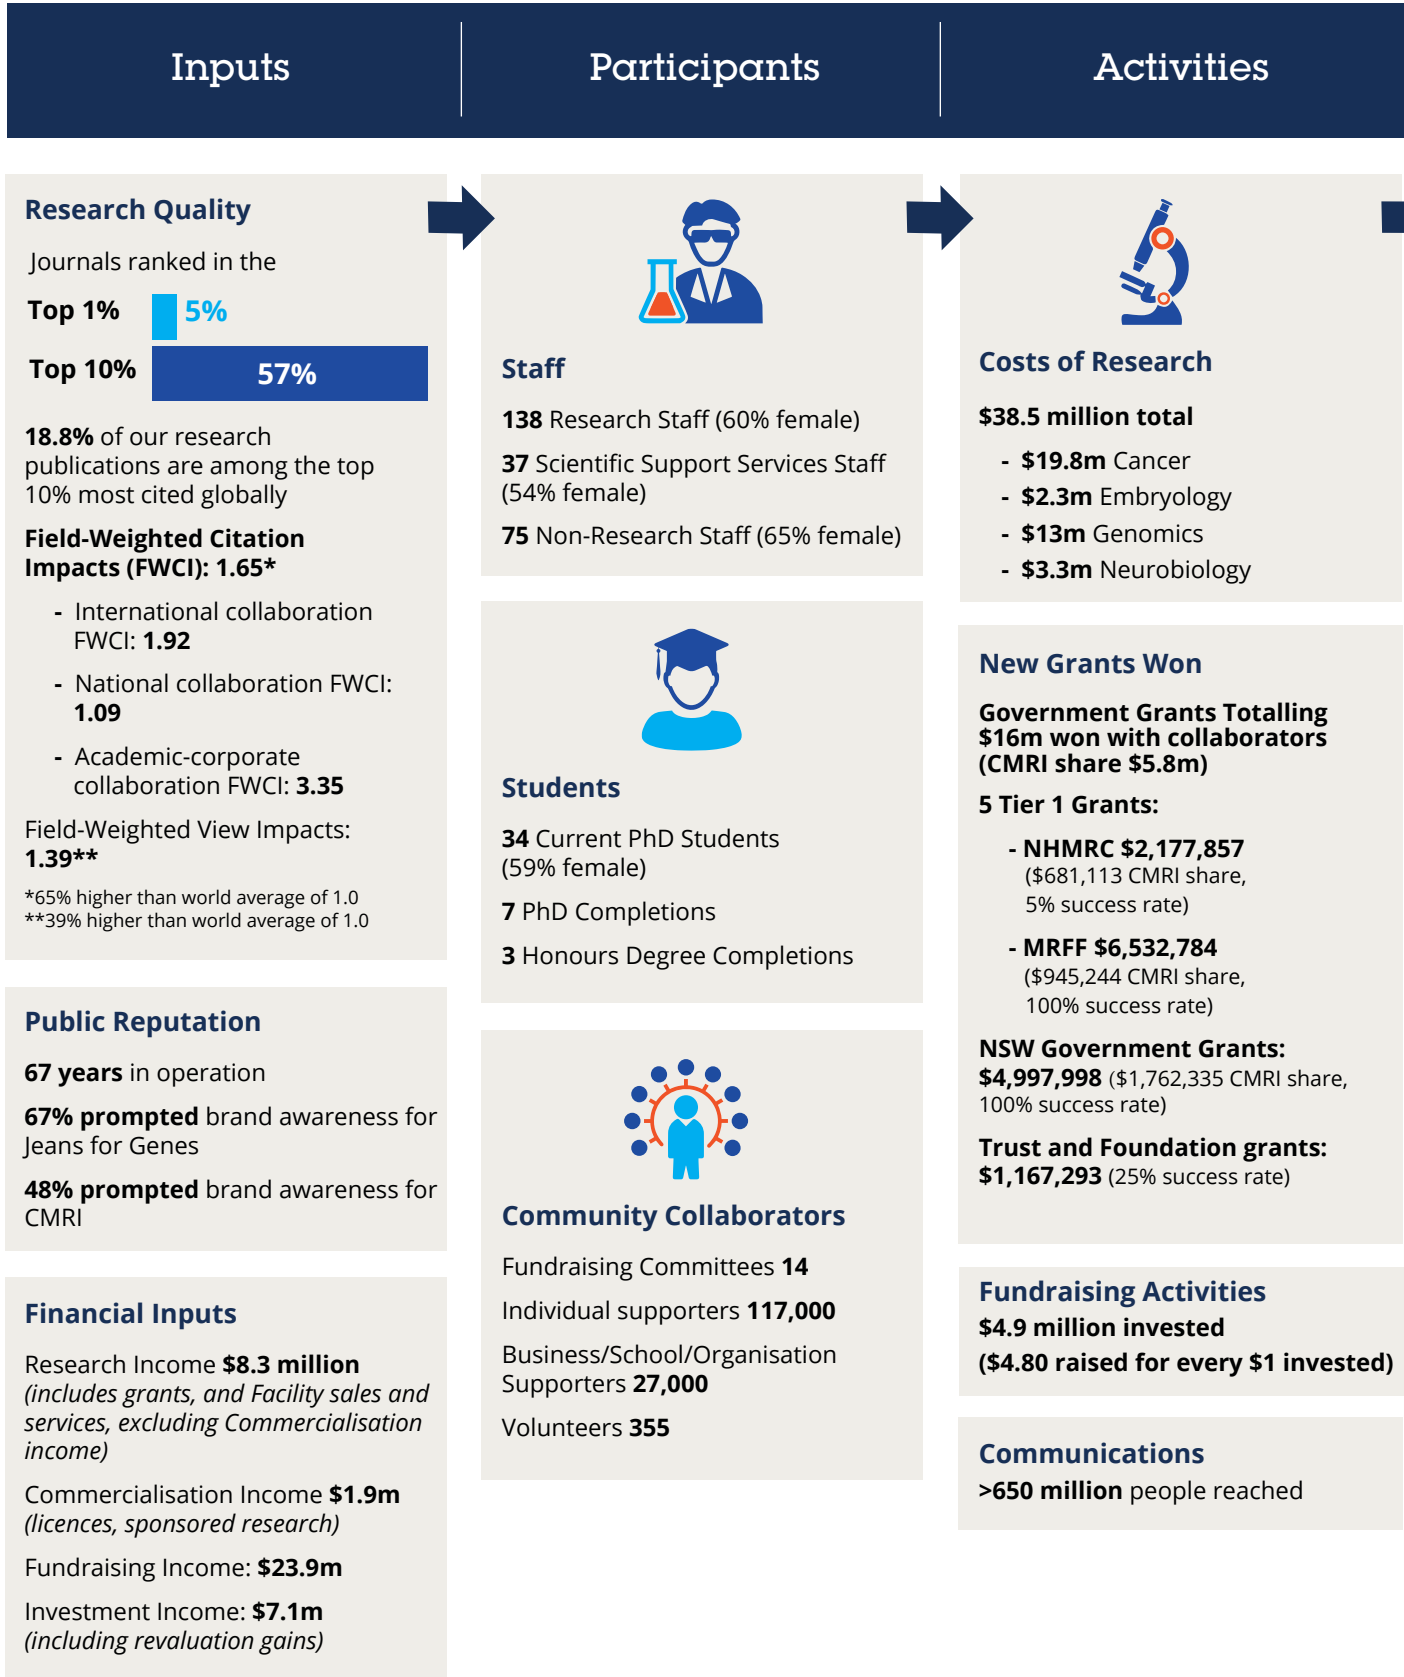 Inputs
Participants
Activities
Research Quality
Journals ranked in the
Top 1%
5%
Top 10%
57%
18.8% of our research
publications are among the top
10% most cited globally
Field-Weighted Citation
Impacts (FWCI): 1.65*
- International collaboration
FWCI: 1.92
- National collaboration FWCI:
1.09
- Academic-corporate
collaboration FWCI: 3.35
Field-Weighted View Impacts:
1.39**
*65% higher than world average of 1.0
**39% higher than world average of 1.0
Public Reputation
67 years in operation
67% prompted brand awareness for
Jeans for Genes
48% prompted brand awareness for
CMRI
Financial Inputs
Research Income $8.3 million
(includes grants, and Facility sales and
services, excluding Commercialisation
income)
Commercialisation Income $1.9m
(licences, sponsored research)
Fundraising Income: $23.9m
Investment Income: $7.1m
(including revaluation gains)
Staff
138 Research Staff (60% female)
37 Scientific Support Services Staff
(54% female)
75 Non-Research Staff (65% female)
Students
34 Current PhD Students
(59% female)
7 PhD Completions
3 Honours Degree Completions
Community Collaborators
Fundraising Committees 14
Individual supporters 117,000
Business/School/Organisation
Supporters 27,000
Volunteers 355
Costs of Research
$38.5 million total
- $19.8m Cancer
- $2.3m Embryology
- $13m Genomics
- $3.3m Neurobiology
New Grants Won
Government Grants Totalling
$16m won with collaborators
(CMRI share $5.8m)
5 Tier 1 Grants:
- NHMRC $2,177,857
($681,113 CMRI share,
5% success rate)
- MRFF $6,532,784
($945,244 CMRI share,
100% success rate)
NSW Government Grants:
$4,997,998 ($1,762,335 CMRI share,
100% success rate)
Trust and Foundation grants:
$1,167,293 (25% success rate)
Fundraising Activities
$4.9 million invested
($4.80 raised for every $1 invested)
Communications
>650 million people reached